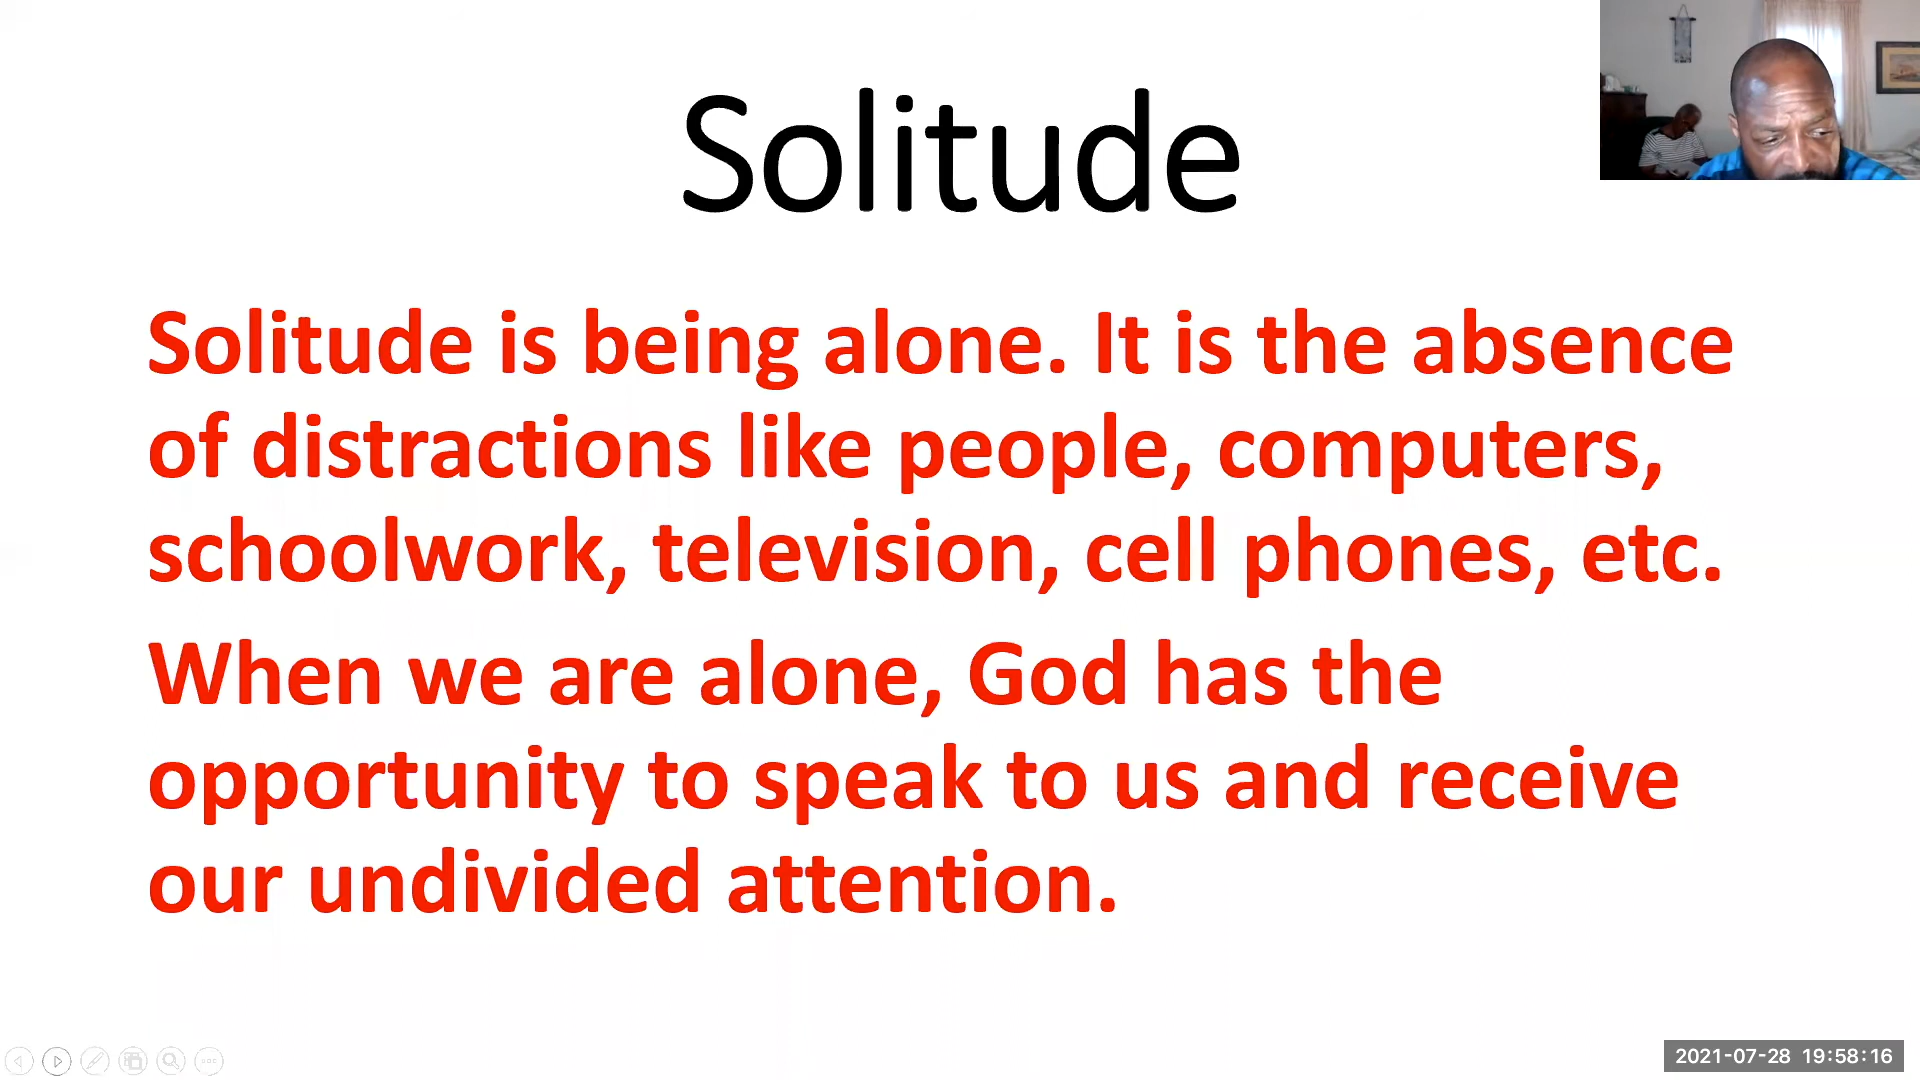 Solitude
Solitude is being alone. It is the absence
of distractions like people, computers,
schoolwork, television, cell phones, etc.
When we are alone, God has the
opportunity to speak to us and receive
our undivided attention.
2021-07-28 19:58:16